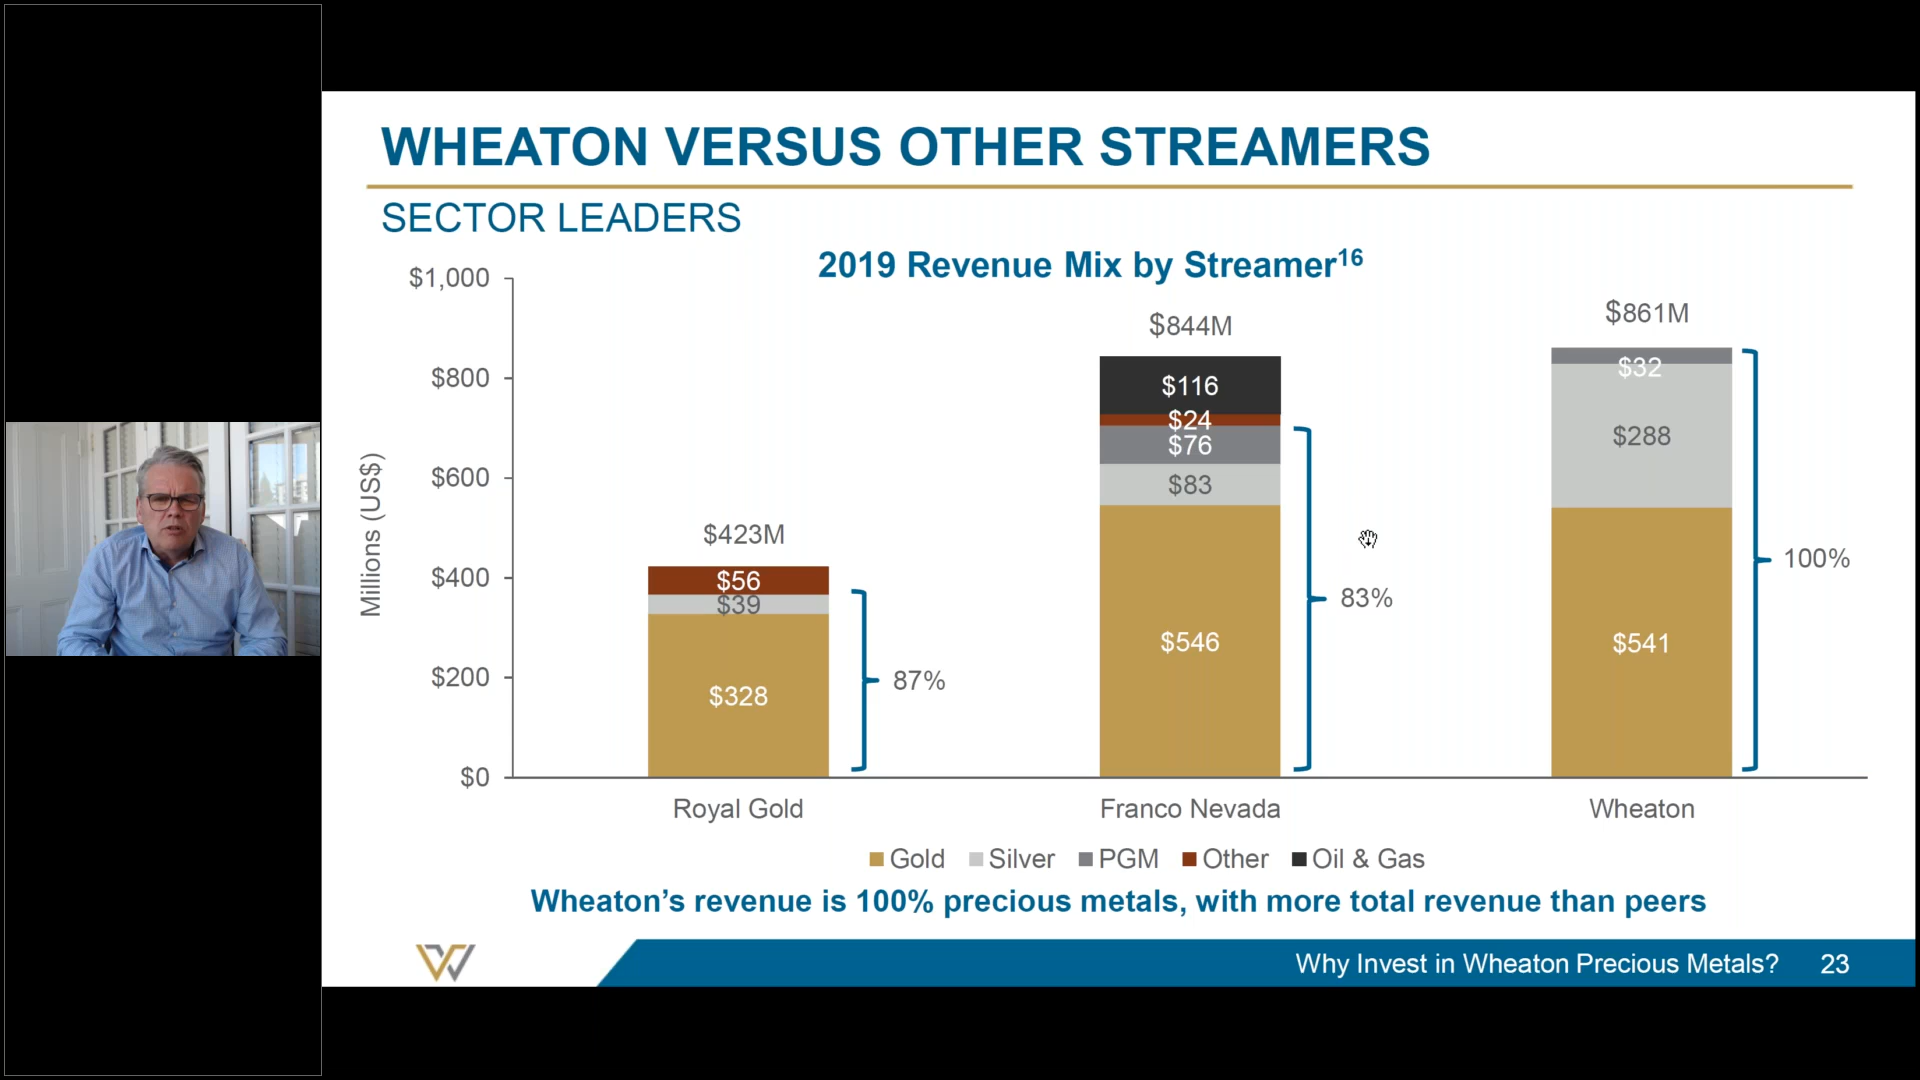 WHEATON VERSUS OTHER STREAMERS
SECTOR LEADERS
2019 Revenue Mix by Streamer16
Millions (US$)
$1,000
$800
$600
$400
$200
$0
$423M
$56
$39
$328
87%
$844M
$116
$24
$76
$83
$546
83%
$861M
$32
$288
$541
100%
Royal Gold Franco Nevada Wheaton
Gold Silver PGM Other Oil & Gas
Wheaton’s revenue is 100% precious metals, with more total revenue than peers
Why Invest in Wheaton Precious Metals? 23